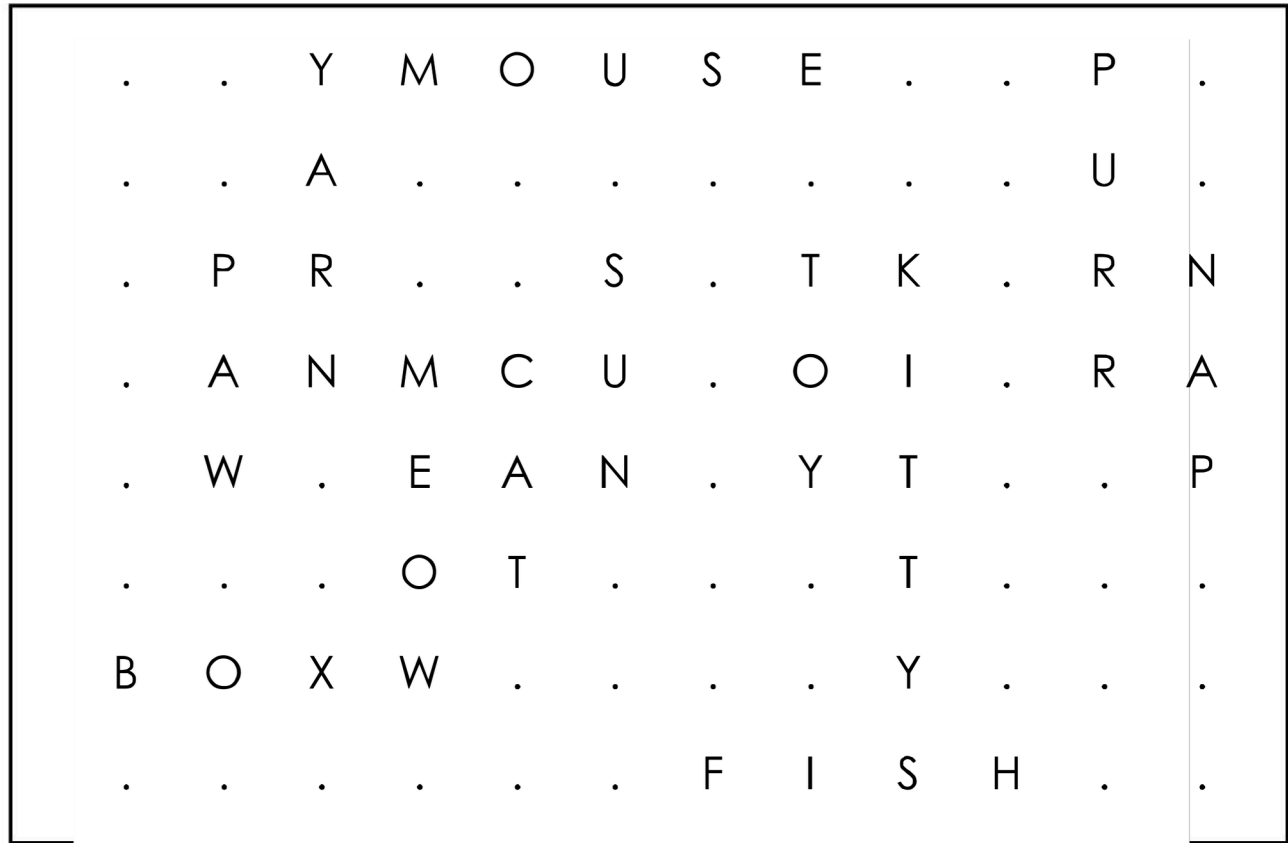 . . Y M O U S E . . P .
. . A . . . . . . . U .
. P R . . S . T K . R N
. A N M C U . O I . R A
. W . E A N . Y T . . P
. . . O T . . . T . . .
B O X W . . . . Y . . .
. . . . . . F I S H . .